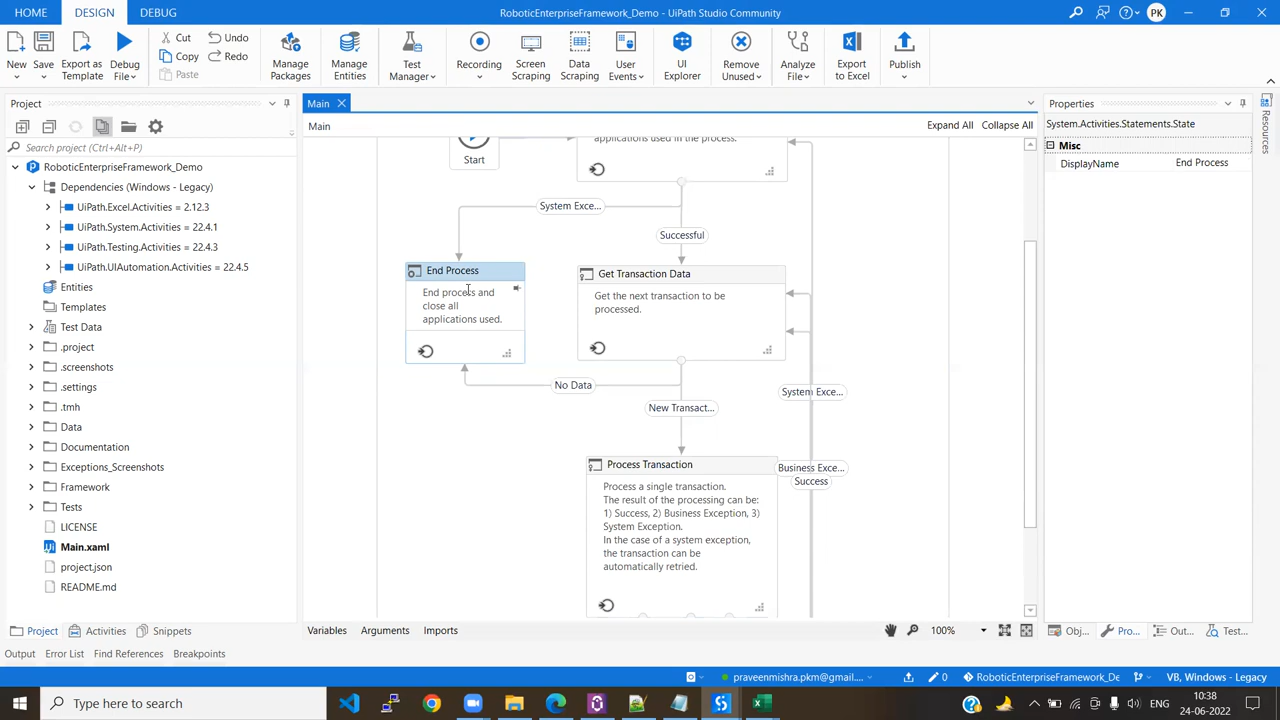 HOME
DESIGN
DEBUG
RoboticEnterpriseFramework_Demo - UiPath Studio Community
PK
New
Save
Export as
Template
Debug
File
Cut
Copy
Paste
Undo
Redo
Manage
Packages
Manage
Entities
Test
Manager
Recording
Screen
Scraping
Data
Scraping
User
Events
UI
Explorer
Remove
Unused
Analyze
File
Export
to Excel
Publish
Project
Search project (Ctrl+Alt+P)
RoboticEnterpriseFramework_Demo
Dependencies (Windows - Legacy)
UiPath.Excel.Activities = 2.12.3
UiPath.System.Activities = 22.4.1
UiPath.Testing.Activities = 22.4.3
UiPath.UIAutomation.Activities = 22.4.5
Entities
Templates
Test Data
.project
.screenshots
.settings
.tmh
Data
Documentation
Exceptions_Screenshots
Framework
Tests
LICENSE
Main.xaml
project.json
README.md
Project
Activities
Snippets
Main
Main
Expand All
Collapse All
Start
applications used in the process.
System Exce...
Successful
End Process
End process and
close all
applications used.
Get Transaction Data
Get the next transaction to be
processed.
No Data
New Transact...
System Exce...
Process Transaction
Process a single transaction.
The result of the processing can be:
1) Success, 2) Business Exception, 3)
System Exception.
In the case of a system exception,
the transaction can be
automatically retried.
Business Exce...
Success
Variables
Arguments
Imports
100%
Properties
System.Activities.Statements.State
Misc
DisplayName
End Process
Resources
Obj...
Pro...
Out...
Test...
Output
Error List
Find References
Breakpoints
praveenmishra.pkm@gmail....
0
RoboticEnterpriseFramework_De
VB, Windows - Legacy
Type here to search
ENG
10:38
24-06-2022